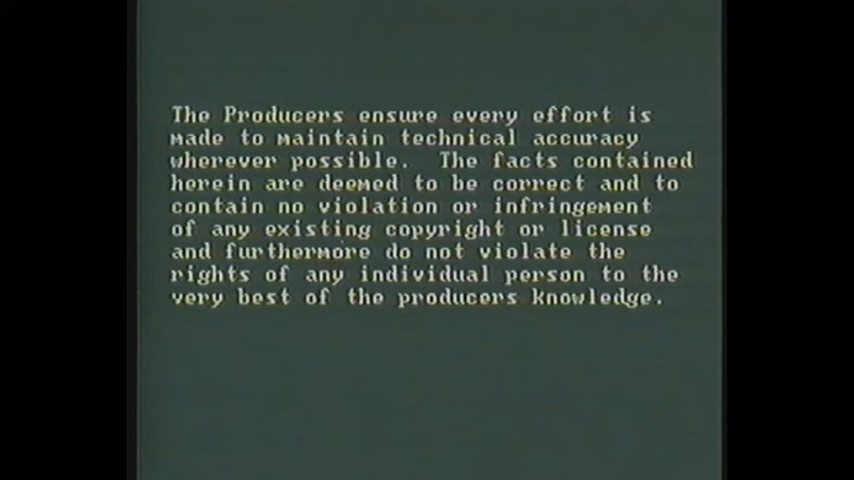 The Producers ensure every effort is
made to maintain technical accuracy
wherever possible.  The facts contained
herein are deemed to be correct and to
contain no violation or infringement
of any existing copyright or license
and furthermore do not violate the
rights of any individual person to the
very best of the producers knowledge.